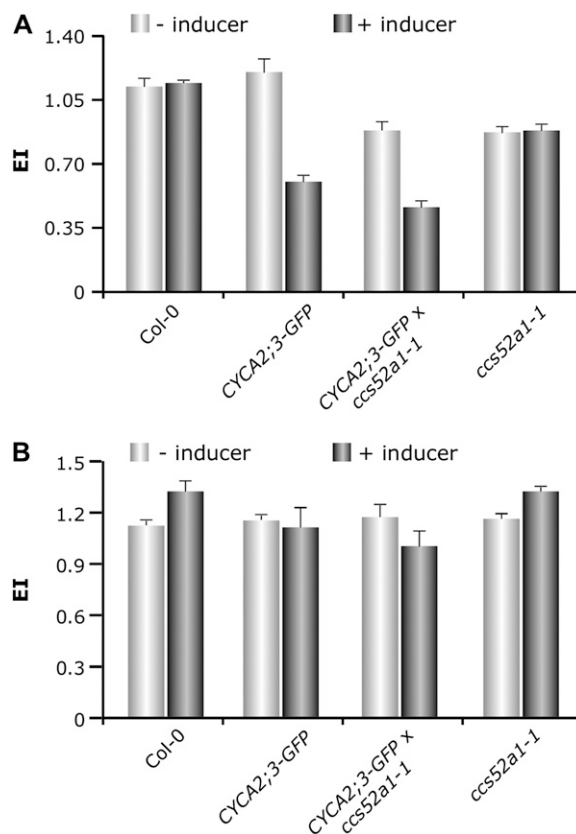 A
- inducer + inducer
1.40
1.05
0.70
0.35
0
EI
Col-0
CYCA2;3-GFP
CYCA2;3-GFP x
ccs52a1-1
ccs52a1-1
B
- inducer + inducer
1.5
1.2
0.9
0.6
0.3
0
EI
Col-0
CYCA2;3-GFP
CYCA2;3-GFP x
ccs52a1-1
ccs52a1-1